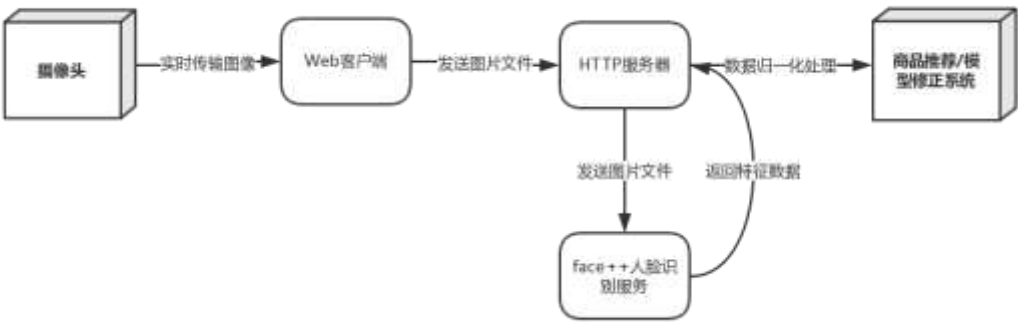 摄像头
实时传输图像
Web客户端
发送图片文件
HTTP服务器
数据归一化处理
商品推荐/模
型修正系统
发送图片文件
返回特征数据
face++人脸识
别服务